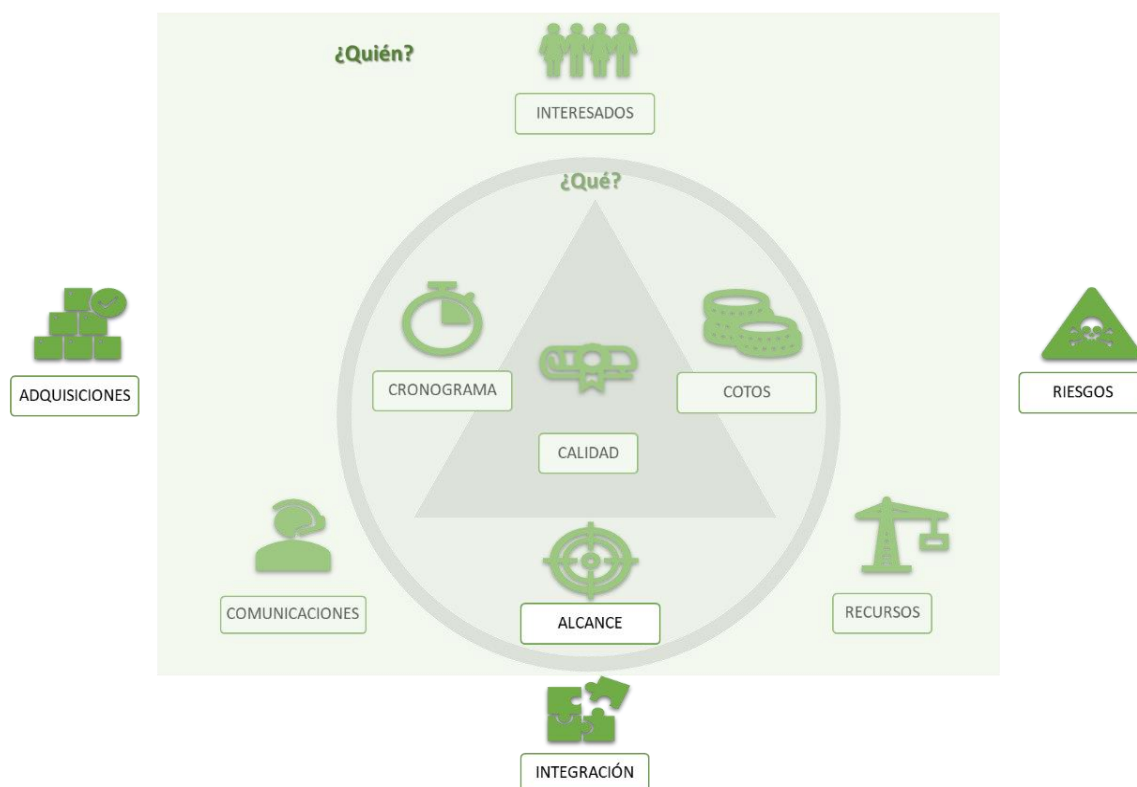 ¿Quién?
INTERESADOS
¿Qué?
ADQUISICIONES
CRONOGRAMA
COTOS
RIESGOS
CALIDAD
COMUNICACIONES
ALCANCE
RECURSOS
INTEGRACIÓN